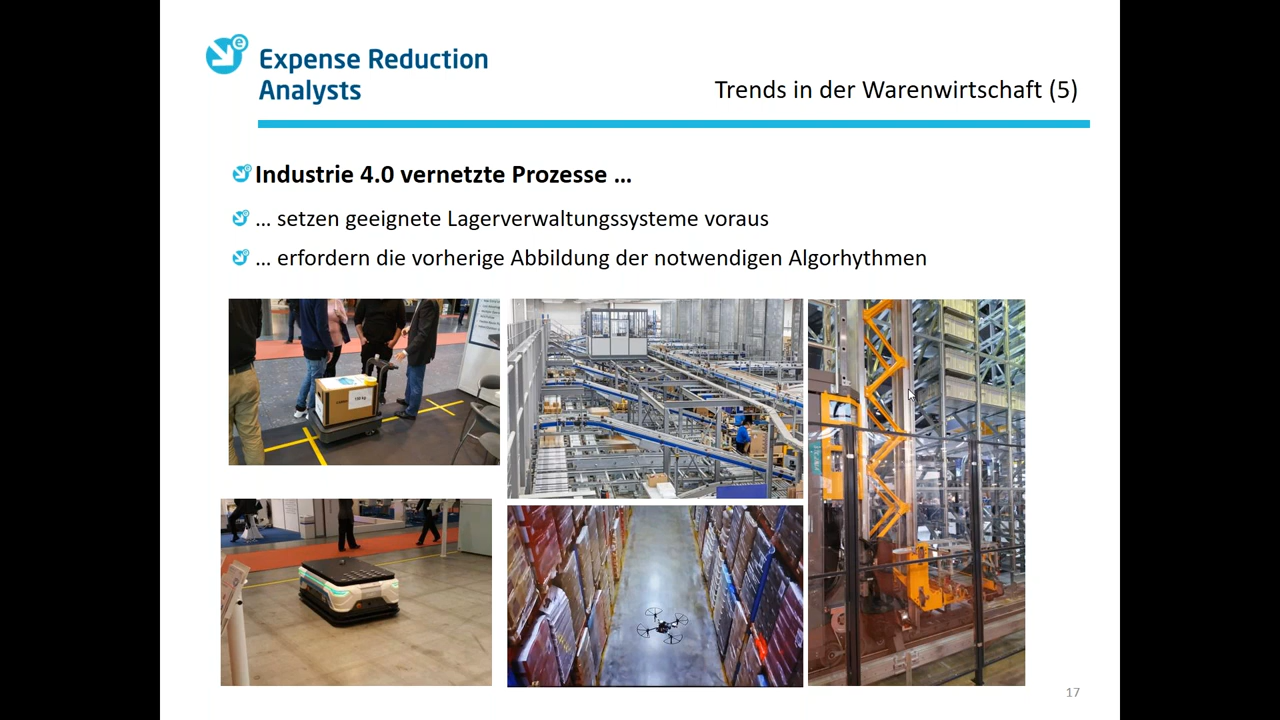 e
Expense Reduction
Analysts
Trends in der Warenwirtschaft (5)
Industrie 4.0 vernetzte Prozesse ...
... setzen geeignete Lagerverwaltungssysteme voraus
... erfordern die vorherige Abbildung der notwendigen Algorhythmen
17